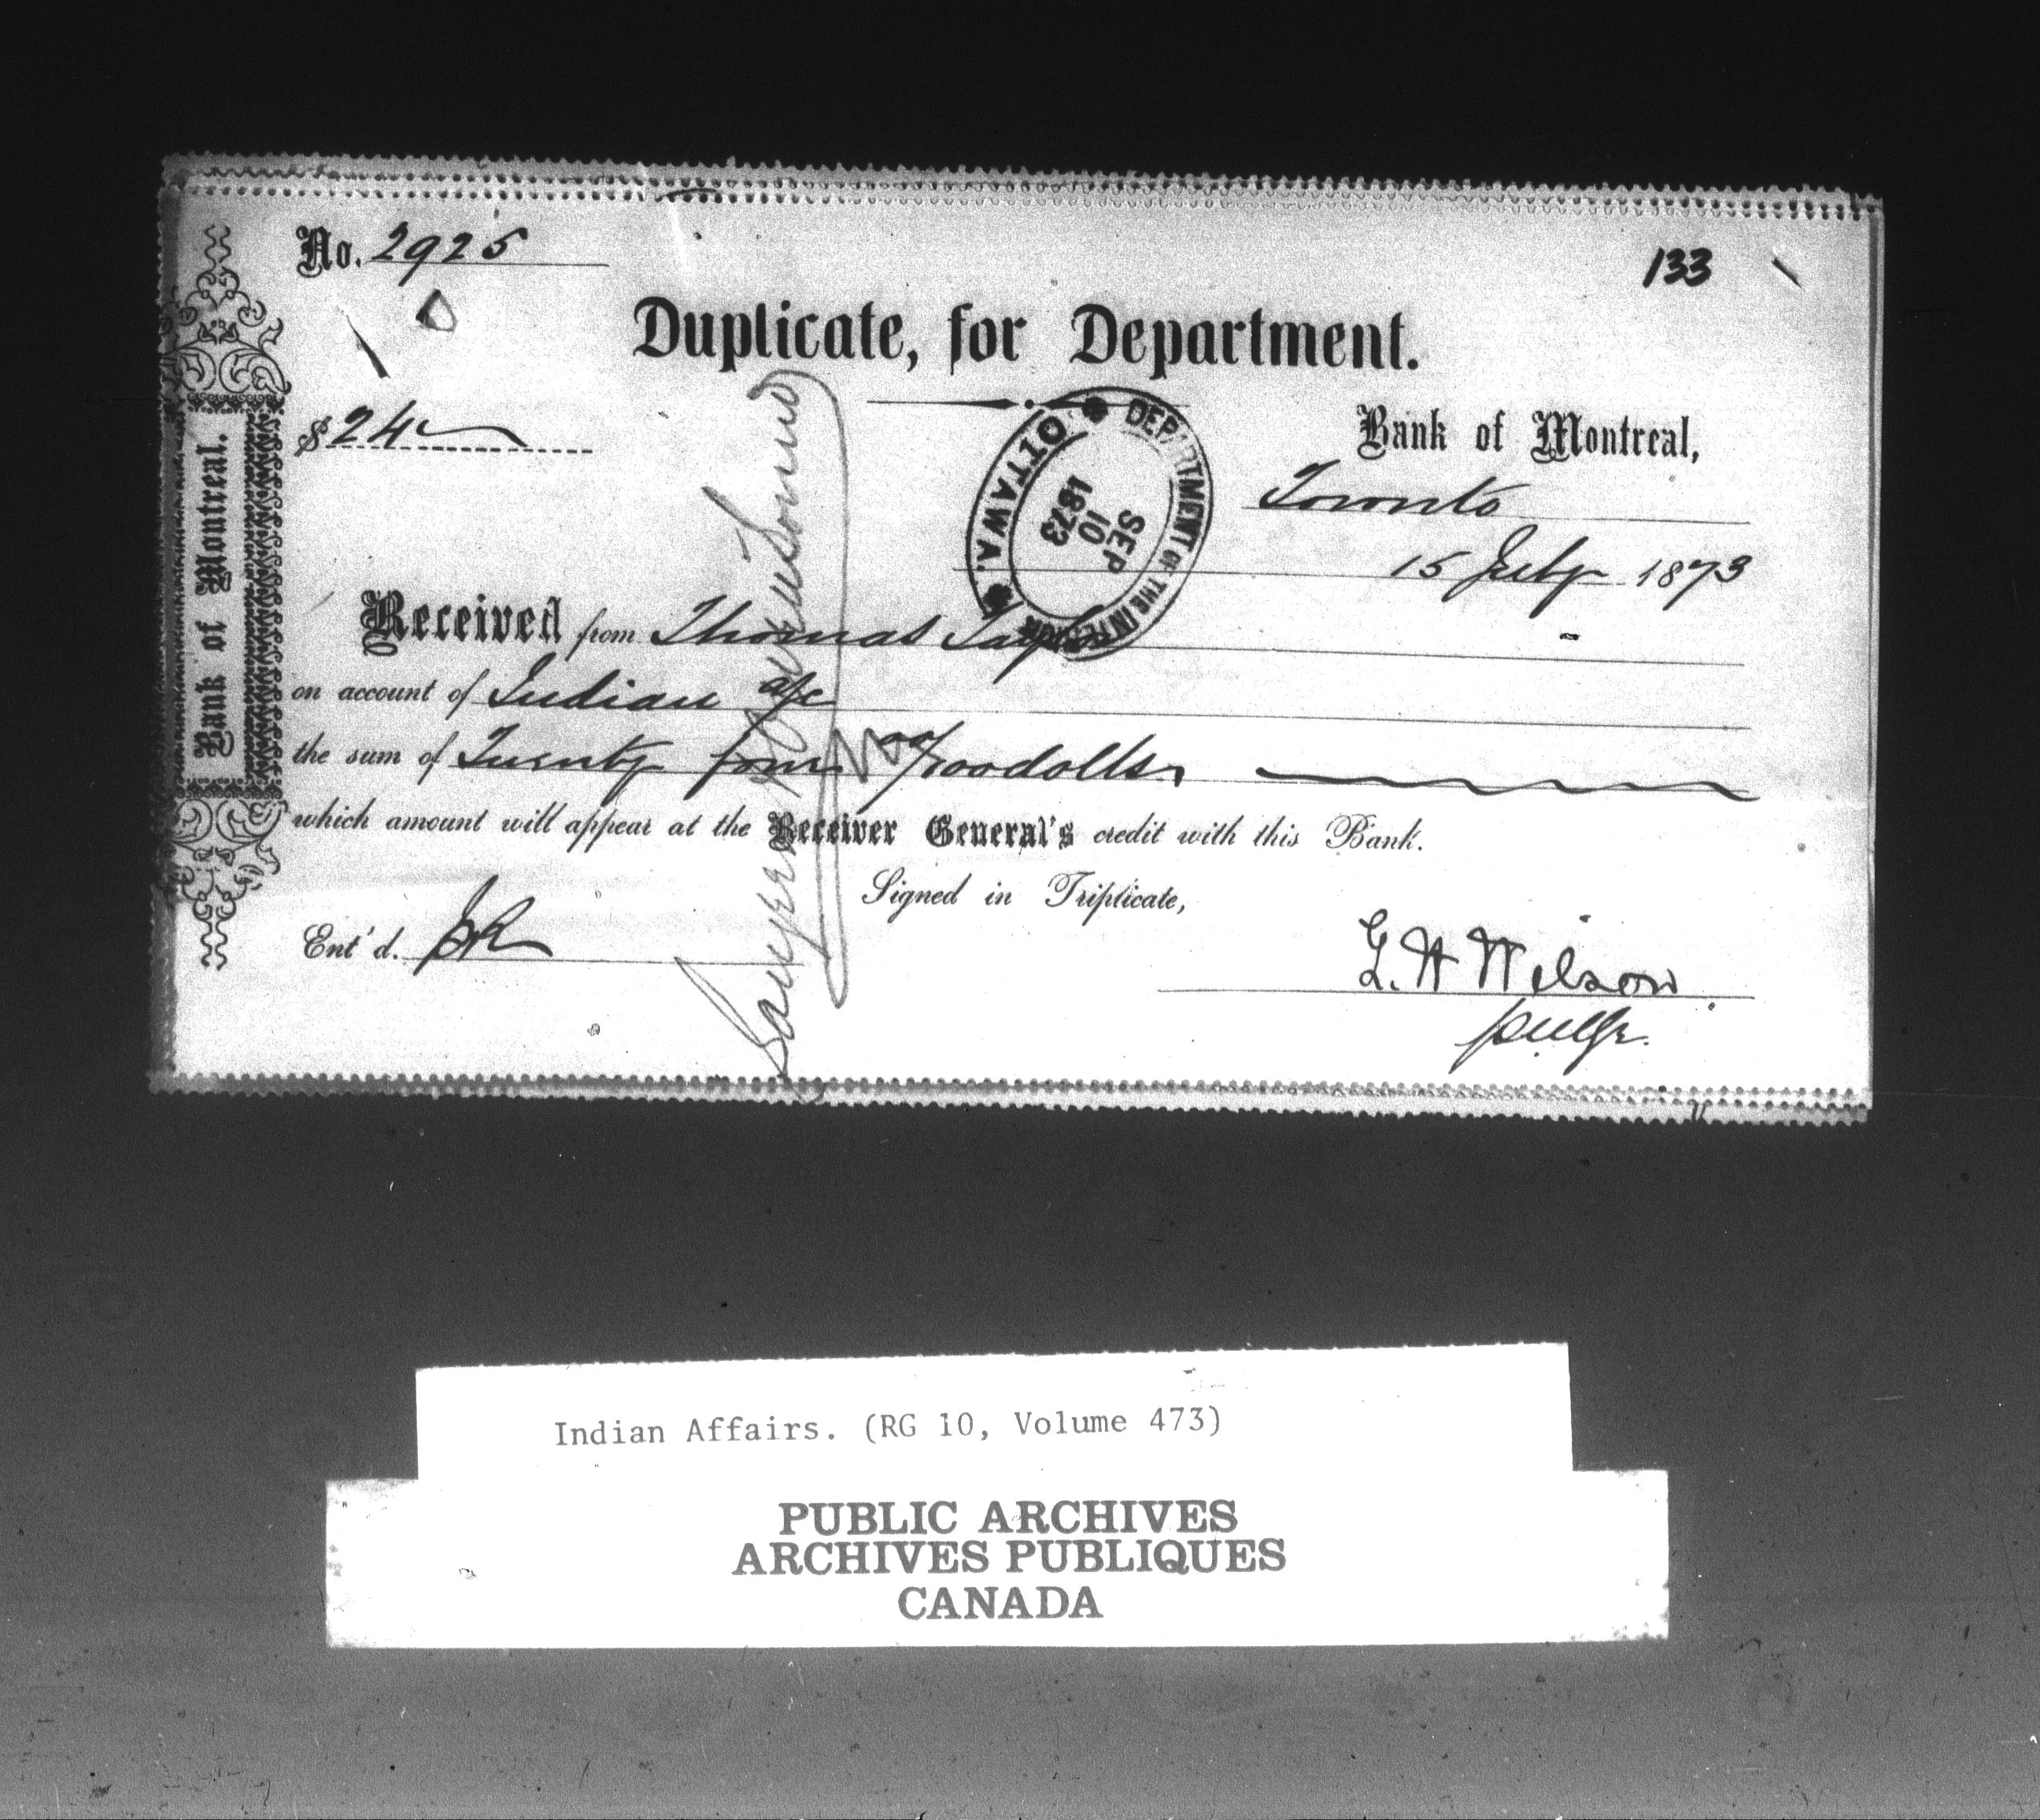 No. 2925
133
Duplicate, for Department.
$24
Bank of Montreal,
Toronto
15 July 1873
DEPARTMENT OF THE INTERIOR
OTTAWA.
SEP
10
1873
Received from Thomas
on account of Indian a/c
the sum of Twenty four 00/100 dolls
which amount will appear at the Receiver General's credit with this Bank.
Signed in Triplicate,
Ent'd.
Wilson
Bank of Montreal.
Indian Affairs. (RG 10, Volume 473)
PUBLIC ARCHIVES
ARCHIVES PUBLIQUES
CANADA